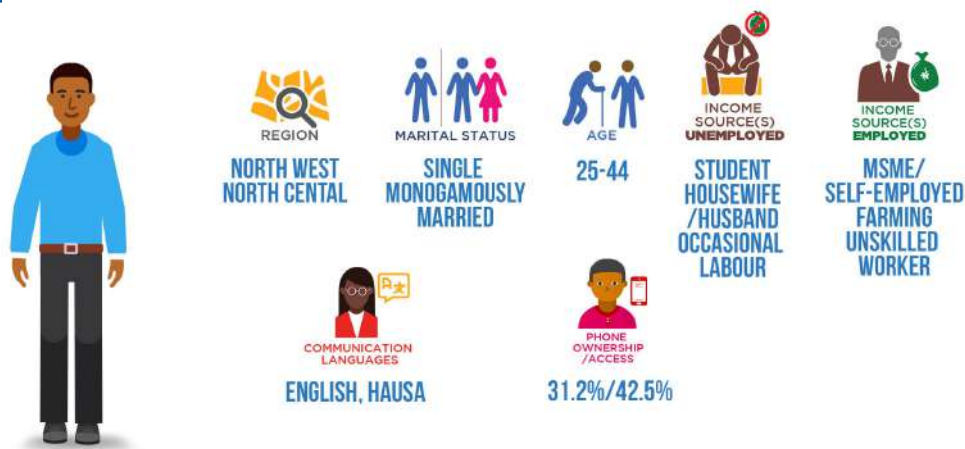 REGION
NORTH WEST
NORTH CENTAL
MARITAL STATUS
SINGLE
MONOGAMOUSLY
MARRIED
AGE
25-44
INCOME
SOURCE(S)
UNEMPLOYED
STUDENT
HOUSEWIFE
/HUSBAND
OCCASIONAL
LABOUR
INCOME
SOURCE(S)
EMPLOYED
MSME/
SELF-EMPLOYED
FARMING
UNSKILLED
WORKER
COMMUNICATION
LANGUAGES
ENGLISH, HAUSA
PHONE
OWNERSHIP
/ACCESS
31.2%/42.5%